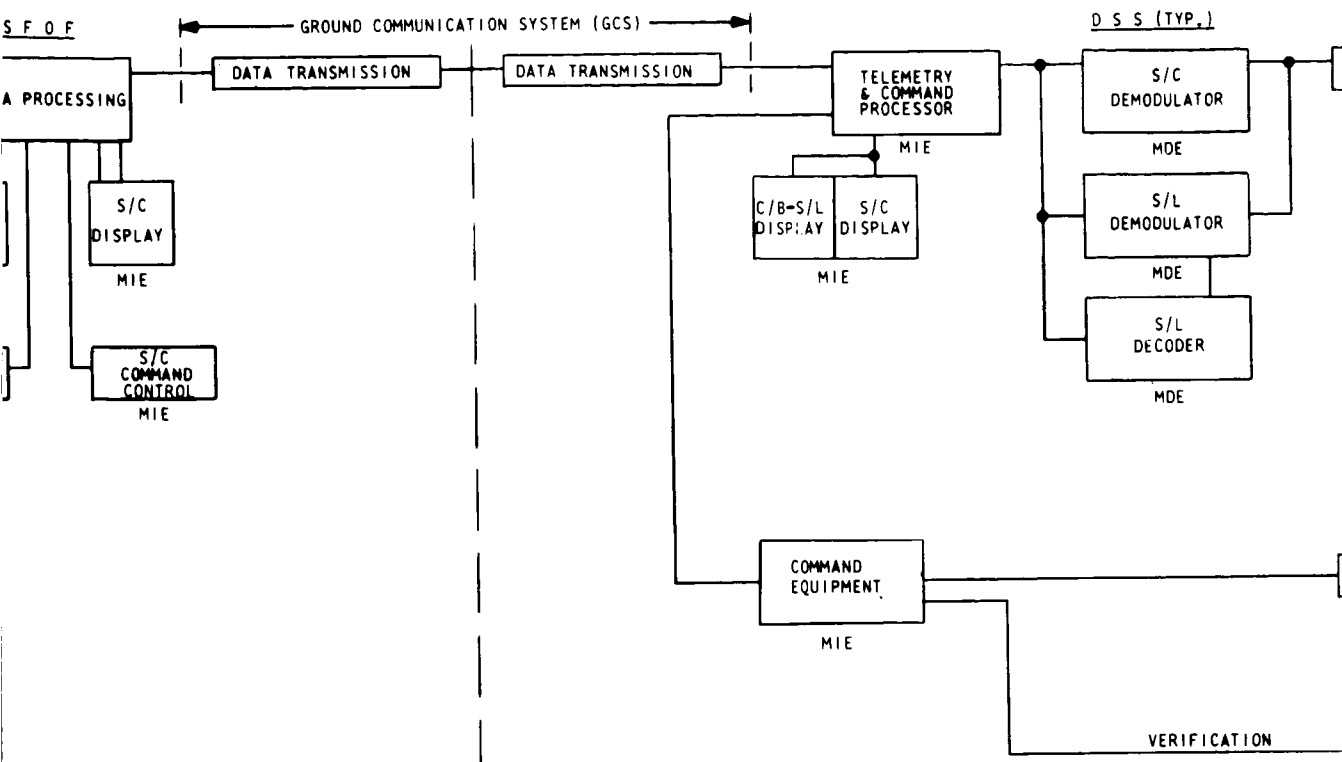 S F O F
GROUND COMMUNICATION SYSTEM (GCS)
D S S (TYP.)
A PROCESSING
DATA TRANSMISSION
DATA TRANSMISSION
TELEMETRY
& COMMAND
PROCESSOR
MIE
S/C
DEMODULATOR
MDE
S/C
DISPLAY
MIE
C/B-S/L
DISPLAY
S/C
DISPLAY
MIE
S/L
DEMODULATOR
MDE
S/L
DECODER
MDE
S/C
COMMAND
CONTROL
MIE
COMMAND
EQUIPMENT
MIE
VERIFICATION